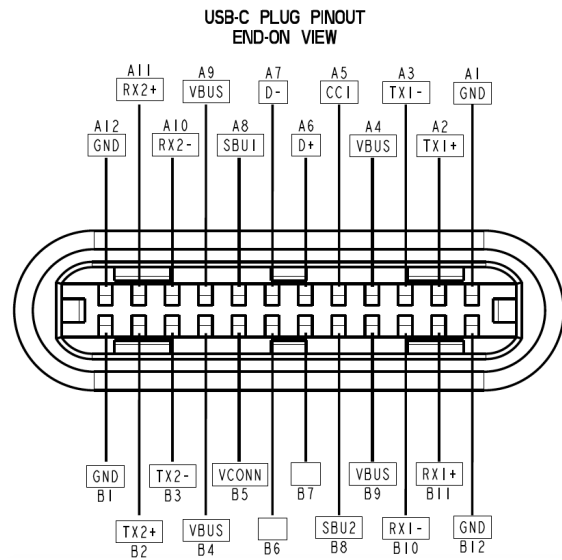 USB-C PLUG PINOUT
END-ON VIEW
A11 A9 A7 A5 A3 A1
RX2+ VBUS D- CC1 TX1- GND
A12 A10 A8 A6 A4 A2
GND RX2- SBU1 D+ VBUS TX1+
GND TX2- VCONN VBUS RX1+
B1 B3 B5 B7 B9 B11
TX2+ VBUS SBU2 RX1- GND
B2 B4 B6 B8 B10 B12